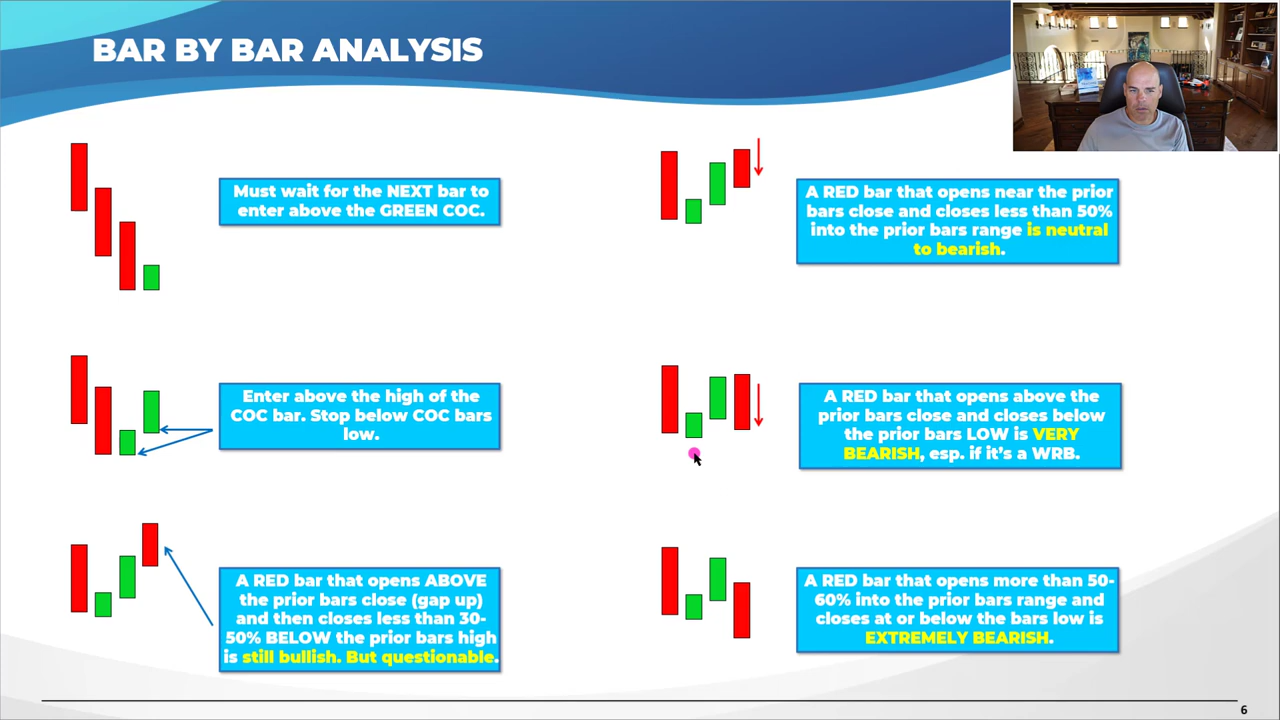 BAR BY BAR ANALYSIS
Must wait for the NEXT bar to
enter above the GREEN COC.
Enter above the high of the
COC bar. Stop below COC bars
low.
A RED bar that opens ABOVE
the prior bars close (gap up)
and then closes less than 30-
50% BELOW the prior bars high
is still bullish. But questionable.
A RED bar that opens near the prior
bars close and closes less than 50%
into the prior bars range is neutral
to bearish.
A RED bar that opens above the
prior bars close and closes below
the prior bars LOW is VERY
BEARISH, esp. if it’s a WRB.
A RED bar that opens more than 50-
60% into the prior bars range and
closes at or below the bars low is
EXTREMELY BEARISH.
6